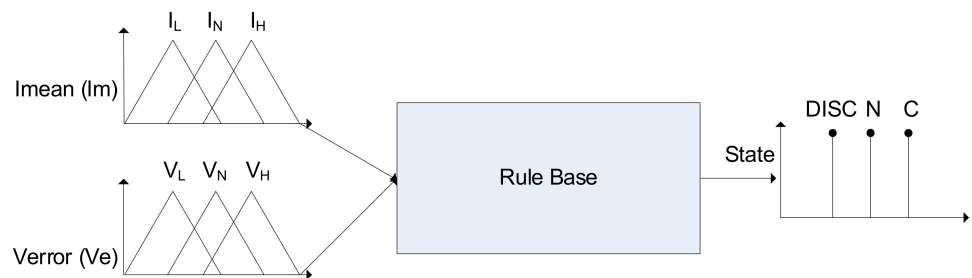 I_L I_N I_H
Imean (Im)
V_L V_N V_H
Verror (Ve)
Rule Base
State
DISC N C